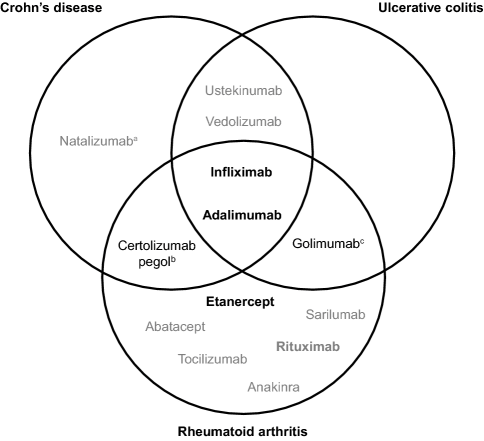 Crohn's disease
Ulcerative colitis
Ustekinumab
Vedolizumab
Natalizumabᵃ
Infliximab
Adalimumab
Certolizumab
pegolᵇ
Golimumabᶜ
Etanercept
Sarilumab
Abatacept
Rituximab
Tocilizumab
Anakinra
Rheumatoid arthritis